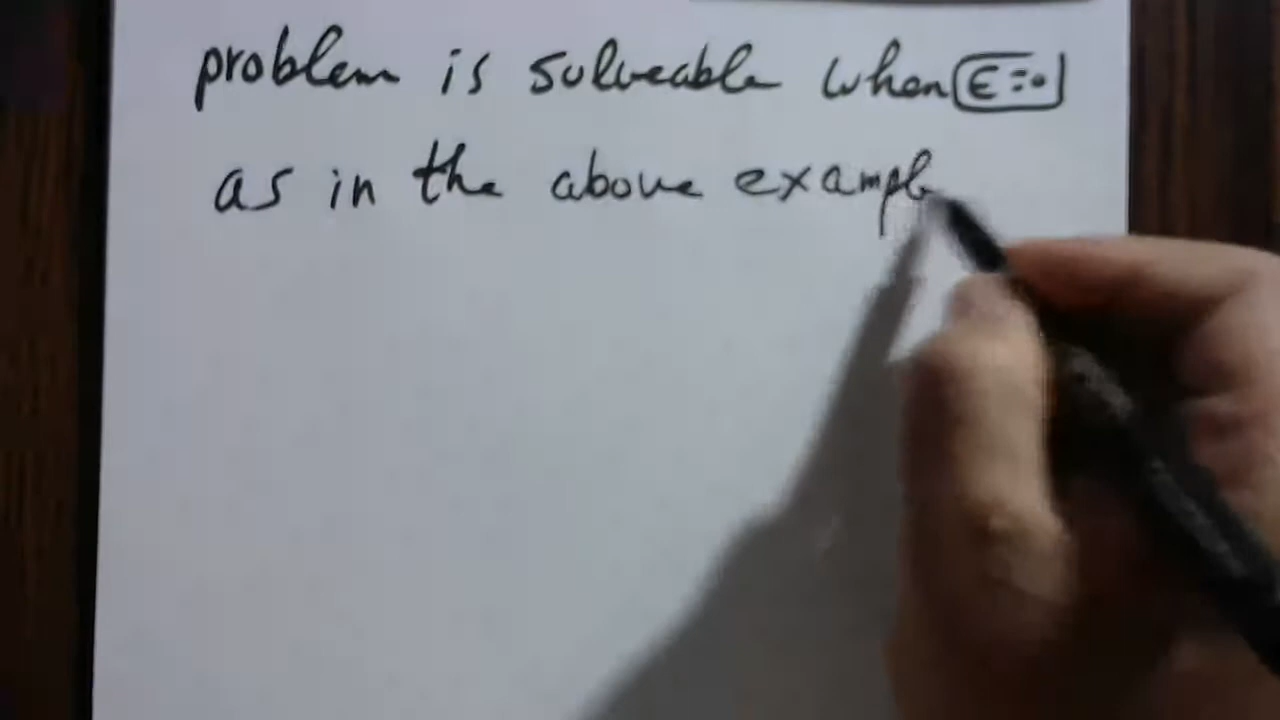 problem is solveable when ϵ=0
as in the above example